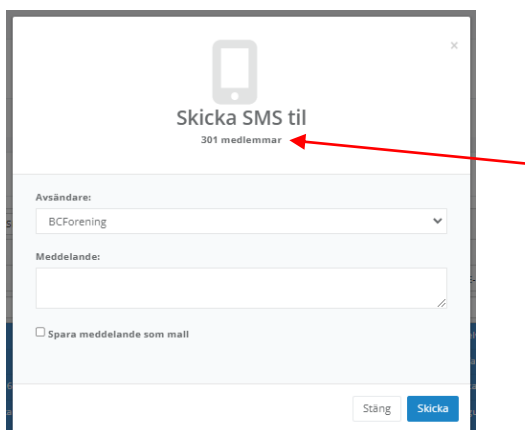 ×
Skicka SMS til
301 medlemmar
Avsändare:
BCForening
Meddelande:
Spara meddelande som mall
Stäng
Skicka